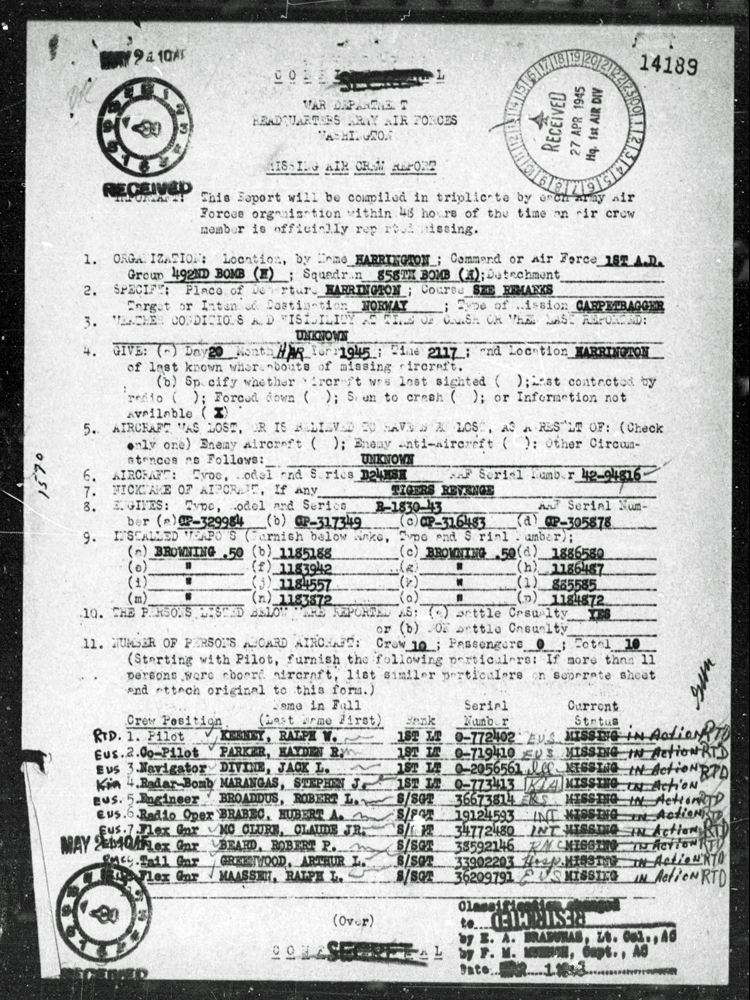 14189
RECEIVED
27 APR 1945
Hq. 1st AIR DIV
WAR DEPARTMENT
HEADQUARTERS ARMY AIR FORCES
WASHINGTON
MISSING AIR CREW REPORT
RECEIVED
IMPORTANT: This Report will be compiled in triplicate by each Army Air
Forces organization within 48 hours of the time an air crew
member is officially reported missing.
1. ORGANIZATION: Location, by Name HARRINGTON ; Command or Air Force 1ST A.D.
Group 492ND BOMB (H) ; Squadron 858TH BOMB (H); Detachment
2. SPECIFY: Place of Departure HARRINGTON ; Course SEE REMARKS
Target or Intended Destination NORWAY ; Type of Mission CARPETBAGGER
3. WEATHER CONDITIONS AND VISIBILITY AT TIME OF CRASH OR WHEN LAST REPORTED:
UNKNOWN
4. GIVE: (a) Day 20 Month MAR Year 1945 ; Time 2117 ; and Location HARRINGTON
of last known whereabouts of missing aircraft.
(b) Specify whether aircraft was last sighted ( ); Last contacted by
radio ( ); Forced down ( ); Seen to crash ( ); or Information not
available ( X )
5. AIRCRAFT WAS LOST, OR IS BELIEVED TO HAVE BEEN LOST, AS A RESULT OF: (Check
only one) Enemy Aircraft ( ); Enemy Anti-aircraft ( ); Other Circum-
stances as Follows: UNKNOWN
6. AIRCRAFT: Type, Model and Series B24HSH AAF Serial Number 42-94816
7. NICKNAME OF AIRCRAFT, If Any TIGERS REVENGE
8. ENGINES: Type, Model and Series R-1830-43 AAF Serial Num-
ber (a) CP-329984 (b) CP-317349 (c) CP-316483 (d) CP-305878
9. INSTALLED WEAPONS (Furnish below Make, Type and Serial Number);
(a) BROWNING .50 (b) 1185188 (c) BROWNING .50 (d) 1886580
(e) " (f) 1183942 (g) " (h) 1186487
(i) " (j) 1184557 (k) " (l) 885585
(m) " (n) 1183872 (o) " (p) 1184872
10. THE PERSONS LISTED BELOW WERE REPORTED AS: (a) Battle Casualty YES
or (b) Non Battle Casualty
11. NUMBER OF PERSONS ABOARD AIRCRAFT: Crew 10 ; Passengers 0 ; Total 10
(Starting with Pilot, furnish the following particulars: If more than 11
persons were aboard aircraft, list similar particulars on separate sheet
and attach original to this form.)
Name in Full Serial Current
Crew Position (Last Name First) Rank Number Status
RTD. 1. Pilot KEENEY, RALPH W. 1ST LT 0-772402 EUS MISSING in Action RTD
EUS. 2. Co-Pilot PARKER, HAYDEN R. 1ST LT 0-719410 EUS MISSING in Action RTD
EUS 3. Navigator DIVINE, JACK L. 1ST LT 0-2056561 MISSING in Action RTD
KIA 4. Radar-Bomb MARANGAS, STEPHEN J. 1ST LT 0-773413 KIA MISSING in Action
EUS. 5. Engineer BROADDUS, ROBERT L. S/SGT 36673814 MISSING in Action RTD
EUS. 6. Radio Oper BRABEC, HUBERT A. S/SGT 19124593 INT MISSING in Action RTD
EUS. 7. Flex Gnr MC CLURE, CLAUDE JR. S/SGT 34772480 INT MISSING in Action RTD
Flex Gnr BEARD, ROBERT P. S/SGT 38592146 MISSING in Action RTD
Tail Gnr GREENWOOD, ARTHUR L. S/SGT 33902203 Hosp. MISSING in Action RTD
Flex Gnr MAASSEN, RALPH L. S/SGT 36209791 EUS MISSING in Action RTD
1570
(Over)
Classification changed
to RESTRICTED
by E. A. BRADUNAS, Lt. Col., AC
by F. M. Capt., AC
Date
SECRET
RECEIVED